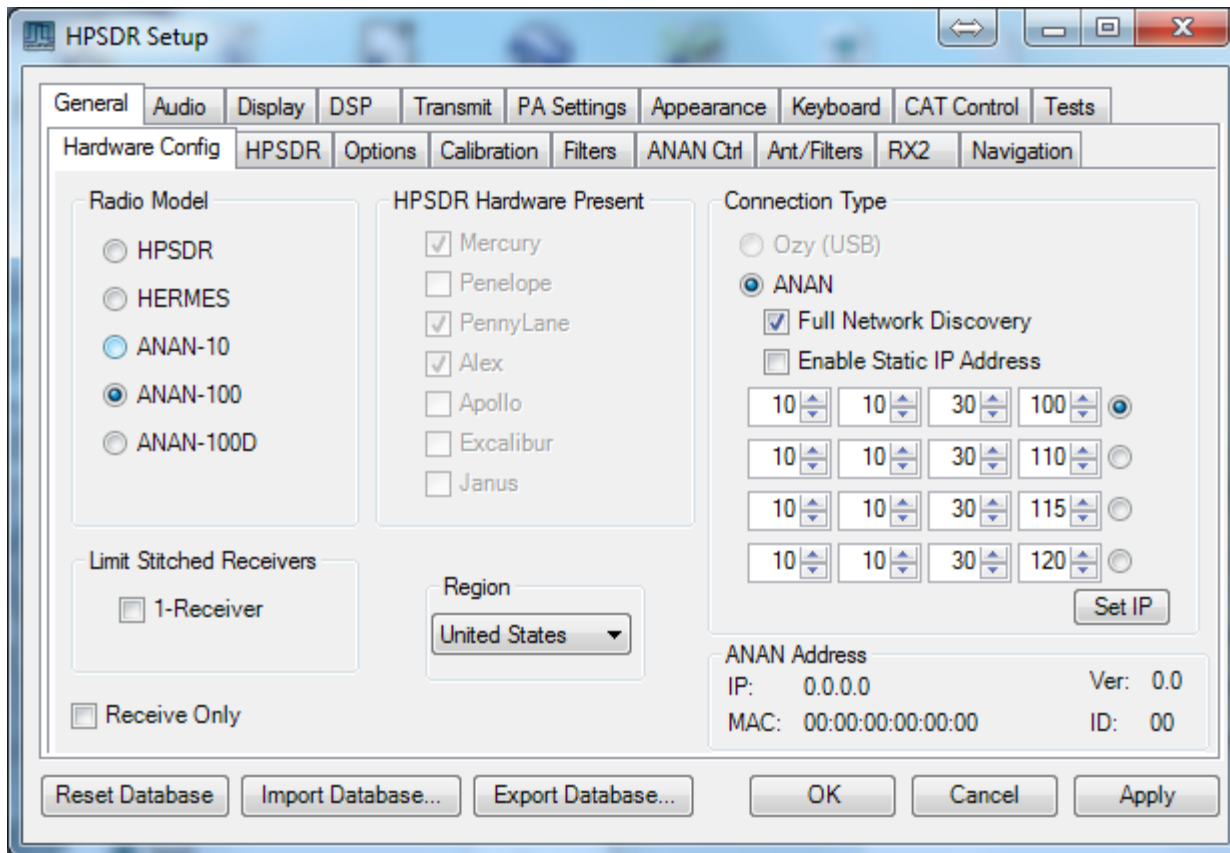 HPSDR Setup
General Audio Display DSP Transmit PA Settings Appearance Keyboard CAT Control Tests
Hardware Config HPSDR Options Calibration Filters ANAN Ctrl Ant/Filters RX2 Navigation
Radio Model
HPSDR
HERMES
ANAN-10
ANAN-100
ANAN-100D
HPSDR Hardware Present
Mercury
Penelope
PennyLane
Alex
Apollo
Excalibur
Janus
Connection Type
Ozy (USB)
ANAN
Full Network Discovery
Enable Static IP Address
10 10 30 100
10 10 30 110
10 10 30 115
10 10 30 120
Set IP
Limit Stitched Receivers
1-Receiver
Region
United States
Receive Only
ANAN Address
IP: 0.0.0.0 Ver: 0.0
MAC: 00:00:00:00:00:00 ID: 00
Reset Database Import Database... Export Database... OK Cancel Apply